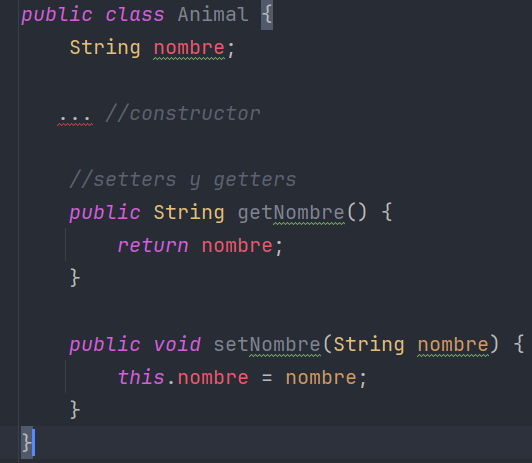 public class Animal {
String nombre;
... //constructor
//setters y getters
public String getNombre() {
return nombre;
}
public void setNombre(String nombre) {
this.nombre = nombre;
}
}